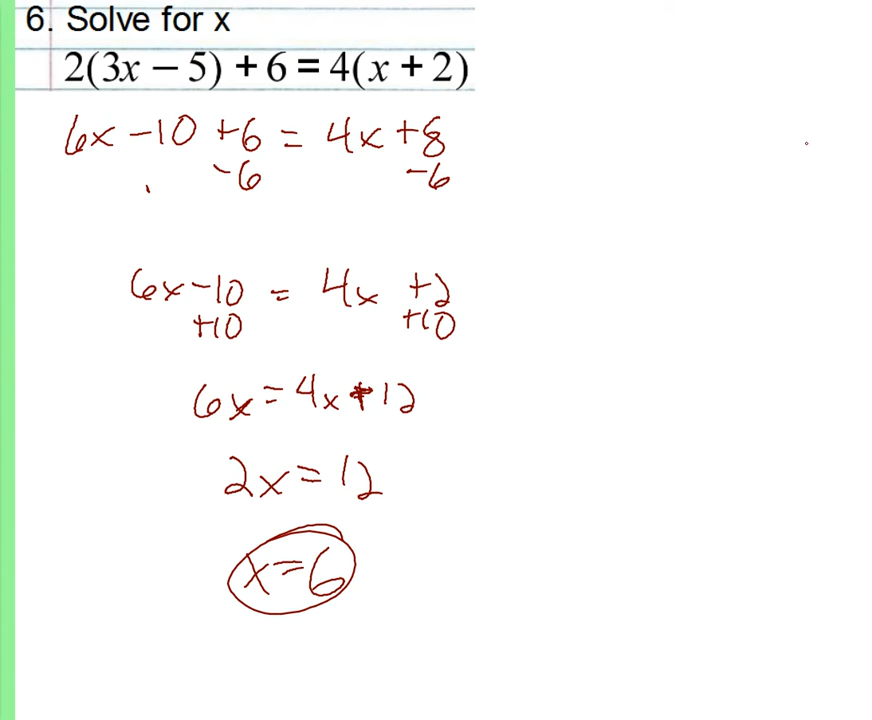 6. Solve for x
2(3x – 5) + 6 = 4(x + 2)
6x -10 +6 = 4x +8
-6 -6
6x -10 = 4x +2
+10 +10
6x = 4x +12
2x = 12
x = 6